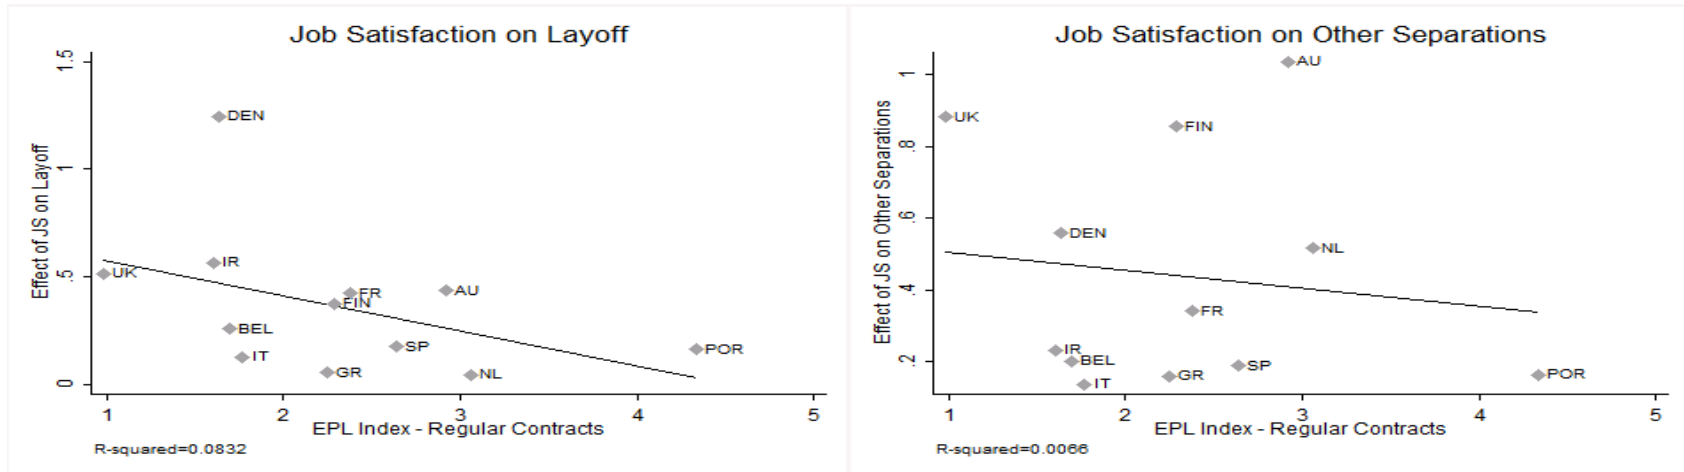 Job Satisfaction on Layoff
Effect of JS on Layoff
1.5
1
.5
0
DEN
IR
UK
FR
FIN
AU
BEL
IT
SP
GR
NL
POR
1 2 3 4 5
EPL Index - Regular Contracts
R-squared=0.0832
Job Satisfaction on Other Separations
Effect of JS on Other Separations
1
.8
.6
.4
.2
AU
UK
FIN
DEN
NL
FR
IR
BEL
IT
GR
SP
POR
1 2 3 4 5
EPL Index - Regular Contracts
R-squared=0.0066